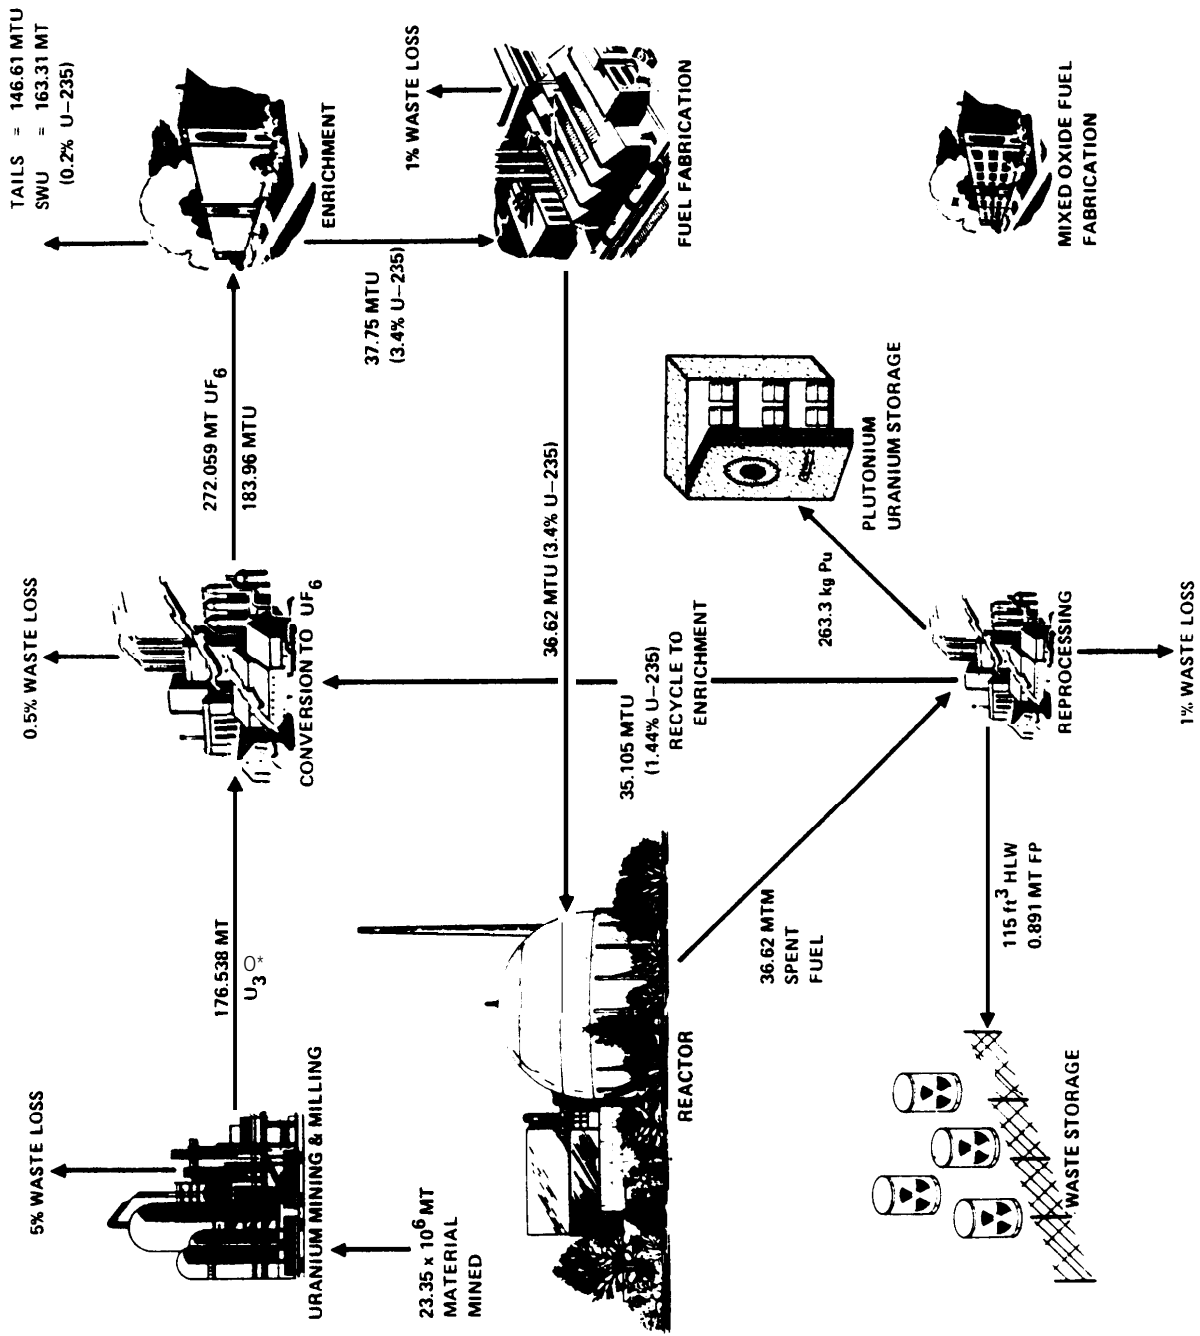 5% WASTE LOSS
0.5% WASTE LOSS
TAILS = 146.61 MTU
SWU = 163.31 MT
(0.2% U–235)
176.538 MT
U3O*
272.059 MT UF6
183.96 MTU
URANIUM MINING & MILLING
CONVERSION TO UF6
ENRICHMENT
23.35 x 10⁶ MT
MATERIAL
MINED
37.75 MTU
(3.4% U–235)
1% WASTE LOSS
36.62 MTU (3.4% U–235)
REACTOR
35.105 MTU
(1.44% U–235)
RECYCLE TO
ENRICHMENT
FUEL FABRICATION
36.62 MTM
SPENT
FUEL
263.3 kg Pu
PLUTONIUM
URANIUM STORAGE
115 ft³ HLW
0.891 MT FP
WASTE STORAGE
REPROCESSING
MIXED OXIDE FUEL
FABRICATION
1% WASTE LOSS